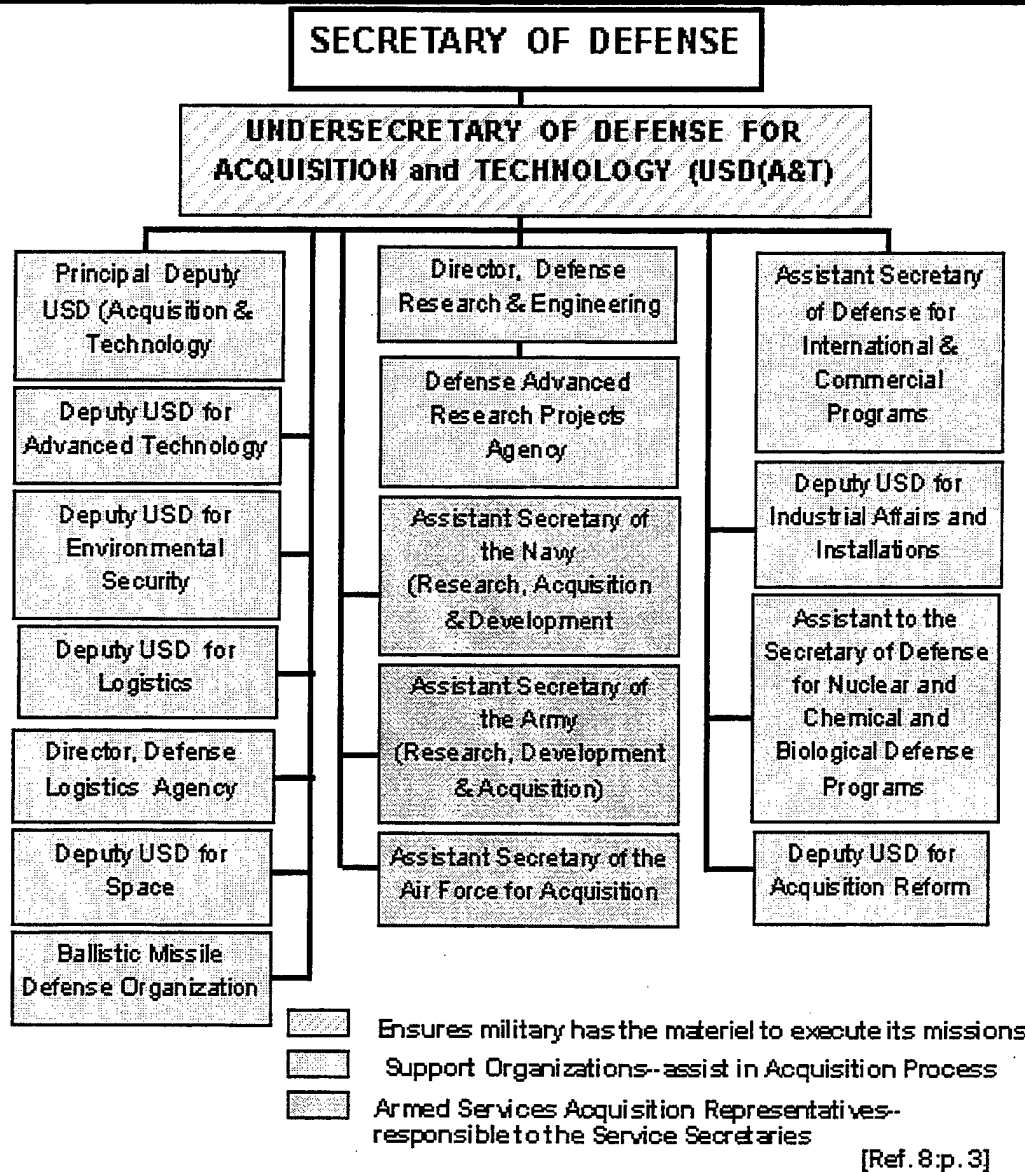 SECRETARY OF DEFENSE
UNDERSECRETARY OF DEFENSE FOR
ACQUISITION and TECHNOLOGY (USD(A&T)
Principal Deputy
USD (Acquisition &
Technology
Deputy USD for
Advanced Technology
Deputy USD for
Environmental
Security
Deputy USD for
Logistics
Director, Defense
Logistics Agency
Deputy USD for
Space
Ballistic Missile
Defense Organization
Director, Defense
Research & Engineering
Defense Advanced
Research Projects
Agency
Assistant Secretary of
the Navy
(Research, Acquisition
& Development
Assistant Secretary of
the Army
(Research, Development
& Acquisition)
Assistant Secretary of the
Air Force for Acquisition
Assistant Secretary
of Defense for
International &
Commercial
Programs
Deputy USD for
Industrial Affairs and
Installations
Assistant to the
Secretary of Defense
for Nuclear and
Chemical and
Biological Defense
Programs
Deputy USD for
Acquisition Reform
Ensures military has the materiel to execute its missions
Support Organizations--assist in Acquisition Process
Armed Services Acquisition Representatives--
responsible to the Service Secretaries
[Ref. 8:p. 3]